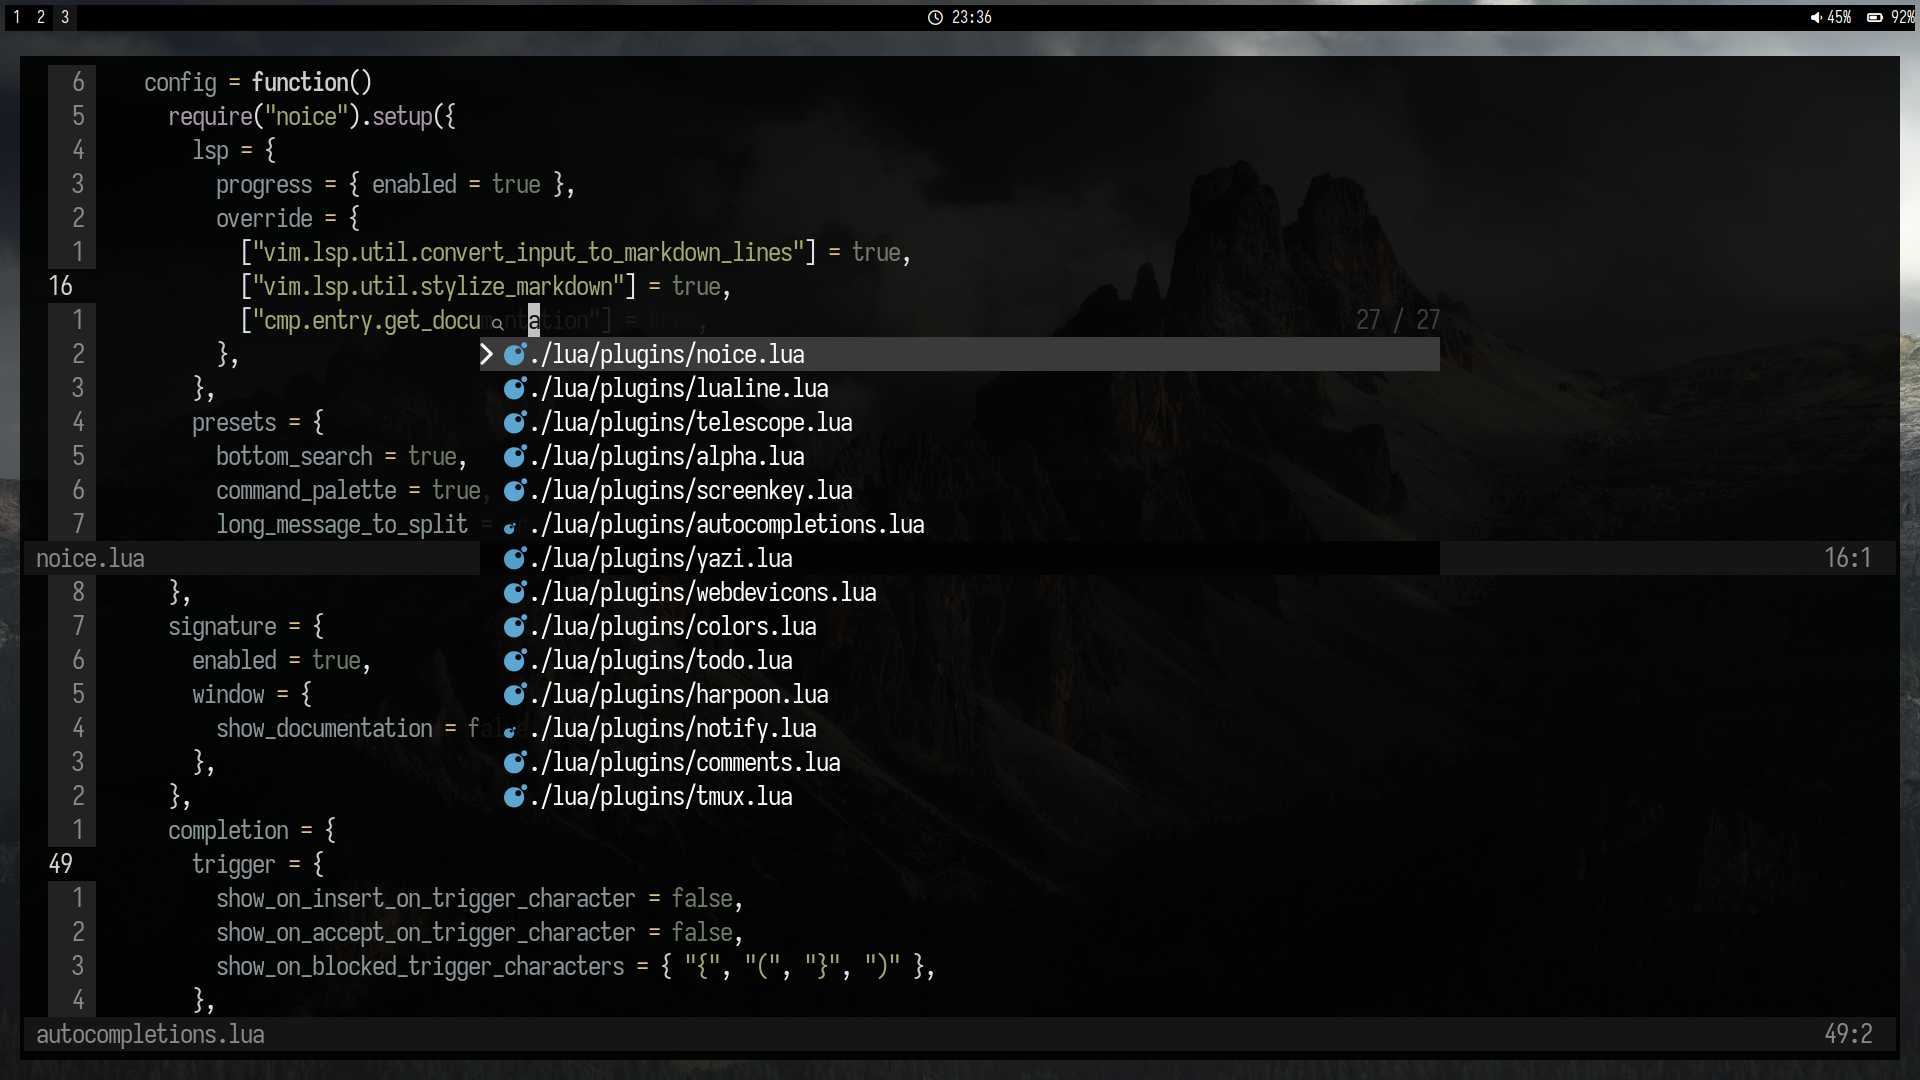 1 2 3 23:36 45% 92%
6 config = function()
5 require("noice").setup({
4 lsp = {
3 progress = { enabled = true },
2 override = {
1 ["vim.lsp.util.convert_input_to_markdown_lines"] = true,
16 ["vim.lsp.util.stylize_markdown"] = true,
1 ["cmp.entry.get_documentation"] = true, 27 / 27
2 }, ./lua/plugins/noice.lua
3 }, ./lua/plugins/lualine.lua
4 presets = { ./lua/plugins/telescope.lua
5 bottom_search = true, ./lua/plugins/alpha.lua
6 command_palette = true, ./lua/plugins/screenkey.lua
7 long_message_to_split = ./lua/plugins/autocompletions.lua
noice.lua ./lua/plugins/yazi.lua 16:1
8 }, ./lua/plugins/webdevicons.lua
7 signature = { ./lua/plugins/colors.lua
6 enabled = true, ./lua/plugins/todo.lua
5 window = { ./lua/plugins/harpoon.lua
4 show_documentation = false ./lua/plugins/notify.lua
3 }, ./lua/plugins/comments.lua
2 }, ./lua/plugins/tmux.lua
1 completion = {
49 trigger = {
1 show_on_insert_on_trigger_character = false,
2 show_on_accept_on_trigger_character = false,
3 show_on_blocked_trigger_characters = { "{", "(", "}", ")" },
4 },
autocompletions.lua 49:2